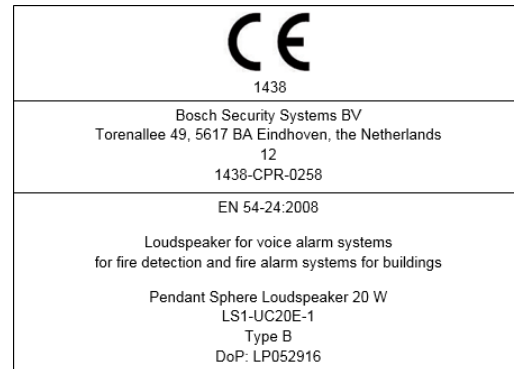 CE
1438
Bosch Security Systems BV
Torenallee 49, 5617 BA Eindhoven, the Netherlands
12
1438-CPR-0258
EN 54-24:2008
Loudspeaker for voice alarm systems
for fire detection and fire alarm systems for buildings
Pendant Sphere Loudspeaker 20 W
LS1-UC20E-1
Type B
DoP: LP052916